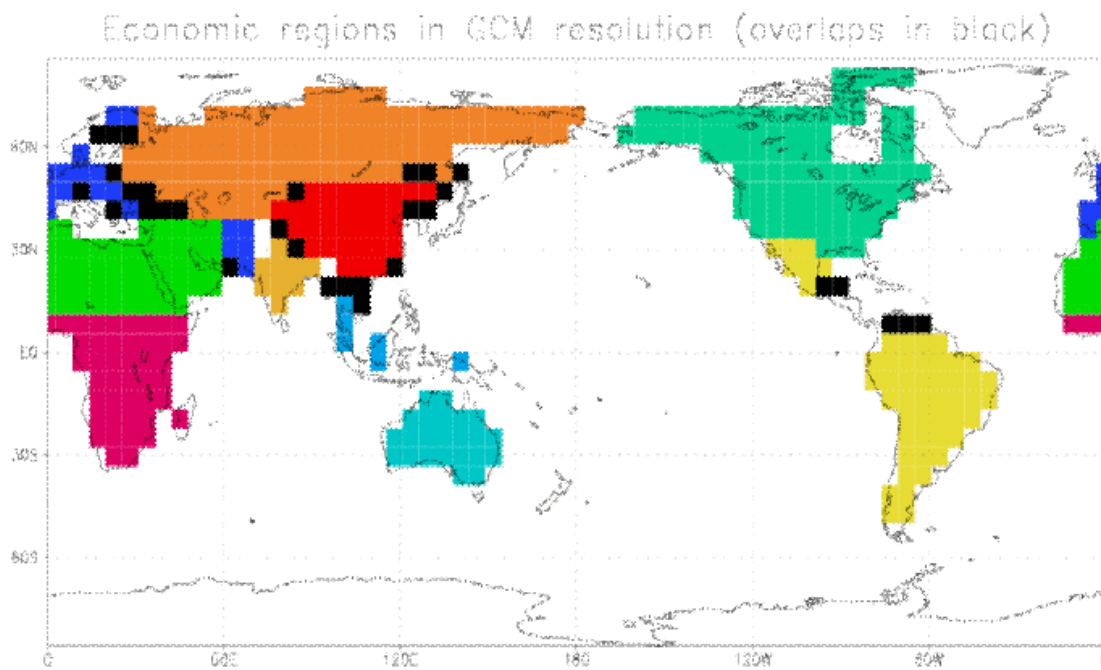 Economic regions in GCM resolution (overlaps in black)
60N
30N
EQ
30S
60S
0 60E 120E 180 120W 60W